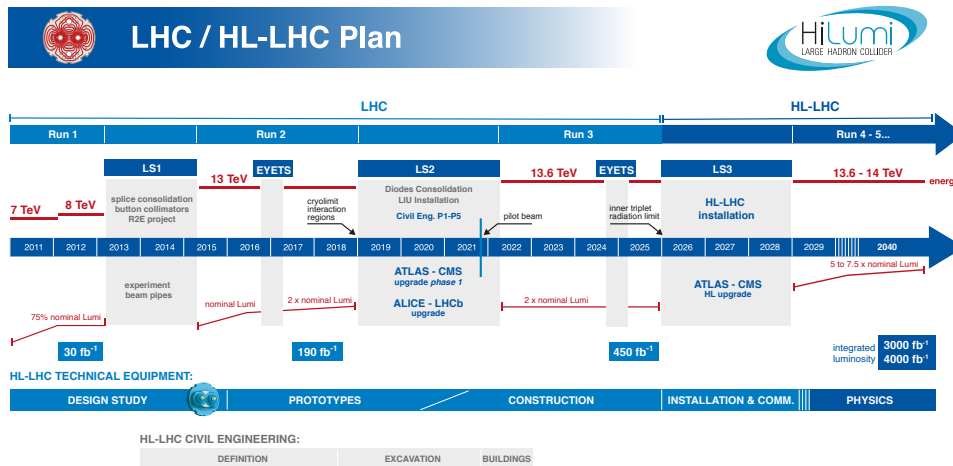 LHC / HL-LHC Plan
HiLumi
LARGE HADRON COLLIDER
LHC
HL-LHC
Run 1
Run 2
Run 3
Run 4 - 5...
LS1
EYETS
LS2
EYETS
LS3
13 TeV
13.6 TeV
13.6 - 14 TeV
energy
7 TeV
8 TeV
splice consolidation
button collimators
R2E project
cryolimit
interaction
regions
Diodes Consolidation
LIU Installation
Civil Eng. P1-P5
pilot beam
inner triplet
radiation limit
HL-LHC
installation
2011 2012 2013 2014 2015 2016 2017 2018 2019 2020 2021 2022 2023 2024 2025 2026 2027 2028 2029 2040
5 to 7.5 x nominal Lumi
experiment
beam pipes
ATLAS - CMS
upgrade phase 1
ALICE - LHCb
upgrade
ATLAS - CMS
HL upgrade
75% nominal Lumi
nominal Lumi
2 x nominal Lumi
2 x nominal Lumi
30 fb-1
190 fb-1
450 fb-1
integrated
luminosity
3000 fb-1
4000 fb-1
HL-LHC TECHNICAL EQUIPMENT:
DESIGN STUDY
PROTOTYPES
CONSTRUCTION
INSTALLATION & COMM.
PHYSICS
HL-LHC CIVIL ENGINEERING:
DEFINITION
EXCAVATION
BUILDINGS